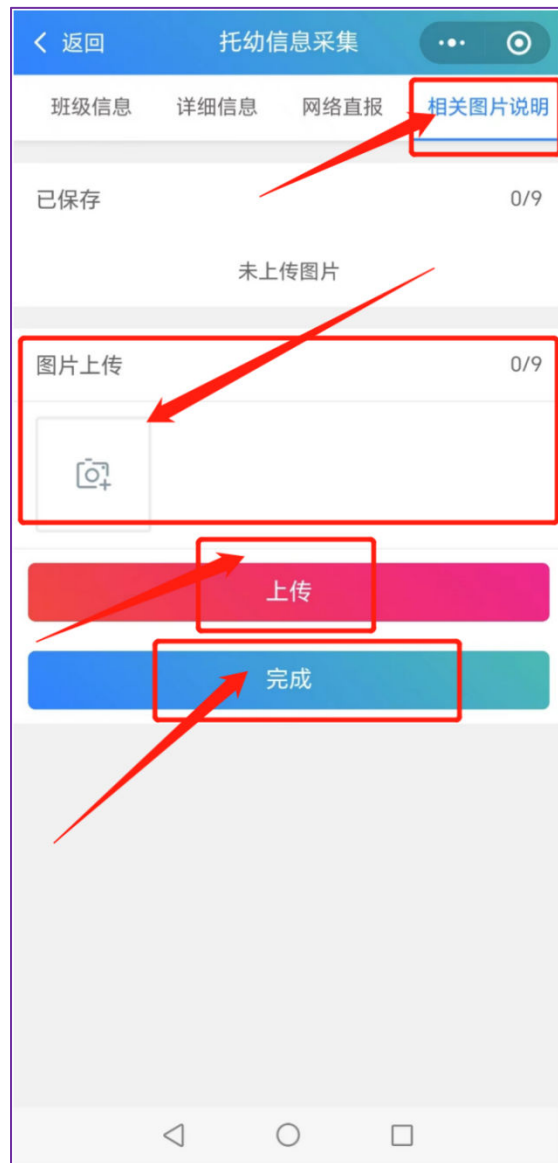 返回 托幼信息采集
班级信息 详细信息 网络直报 相关图片说明
已保存 0/9
未上传图片
图片上传 0/9
上传
完成